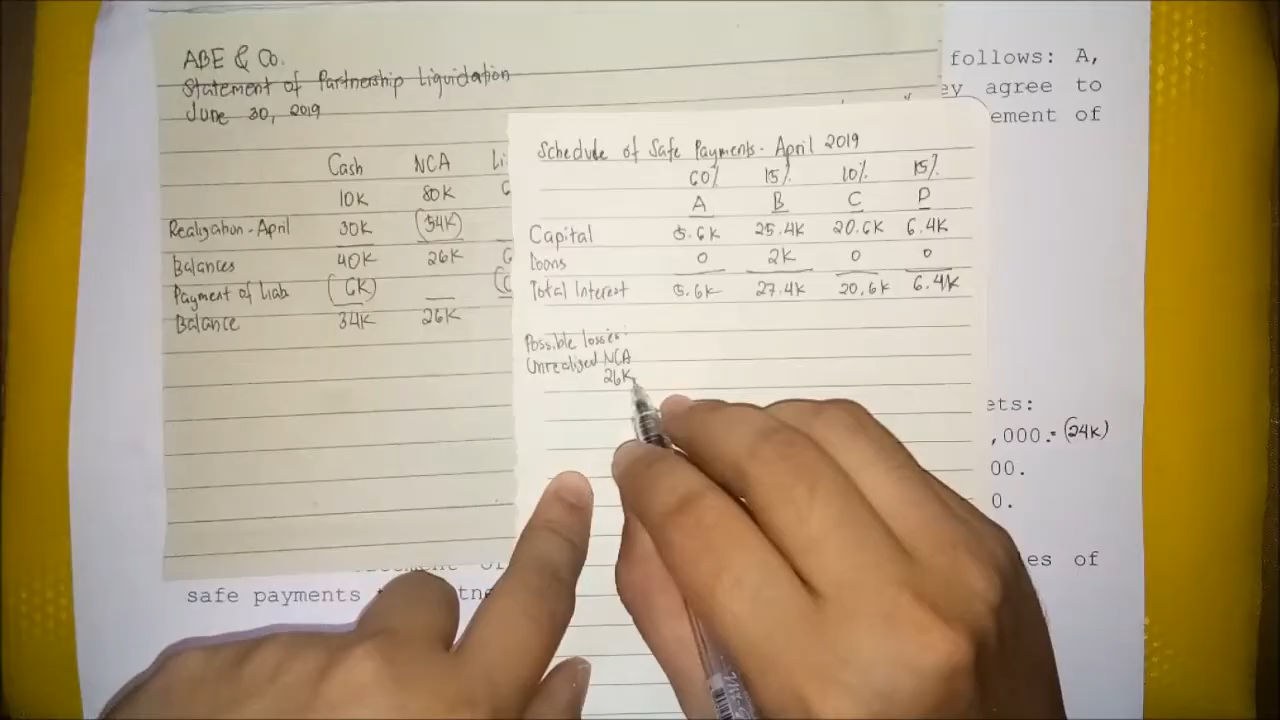 ABE & Co.
Statement of Partnership Liquidation
June 30, 2019
Cash NCA Li
10K 80K
Realization - April 30K (54K)
Balances 40K 26K
Payment of Liab (6K) —
Balance 34K 26K
Schedule of Safe Payments - April 2019
60% 15% 10% 15%
A B C D
Capital 5.6K 25.4K 20.6K 6.4K
Loans 0 2K 0 0
Total Interest 5.6K 27.4K 20.6K 6.4K
Possible losses:
Unrealized NCA
26K
follows: A,
ey agree to
ement of
ets:
,000. = (24K)
00.
0.
es of
safe payments